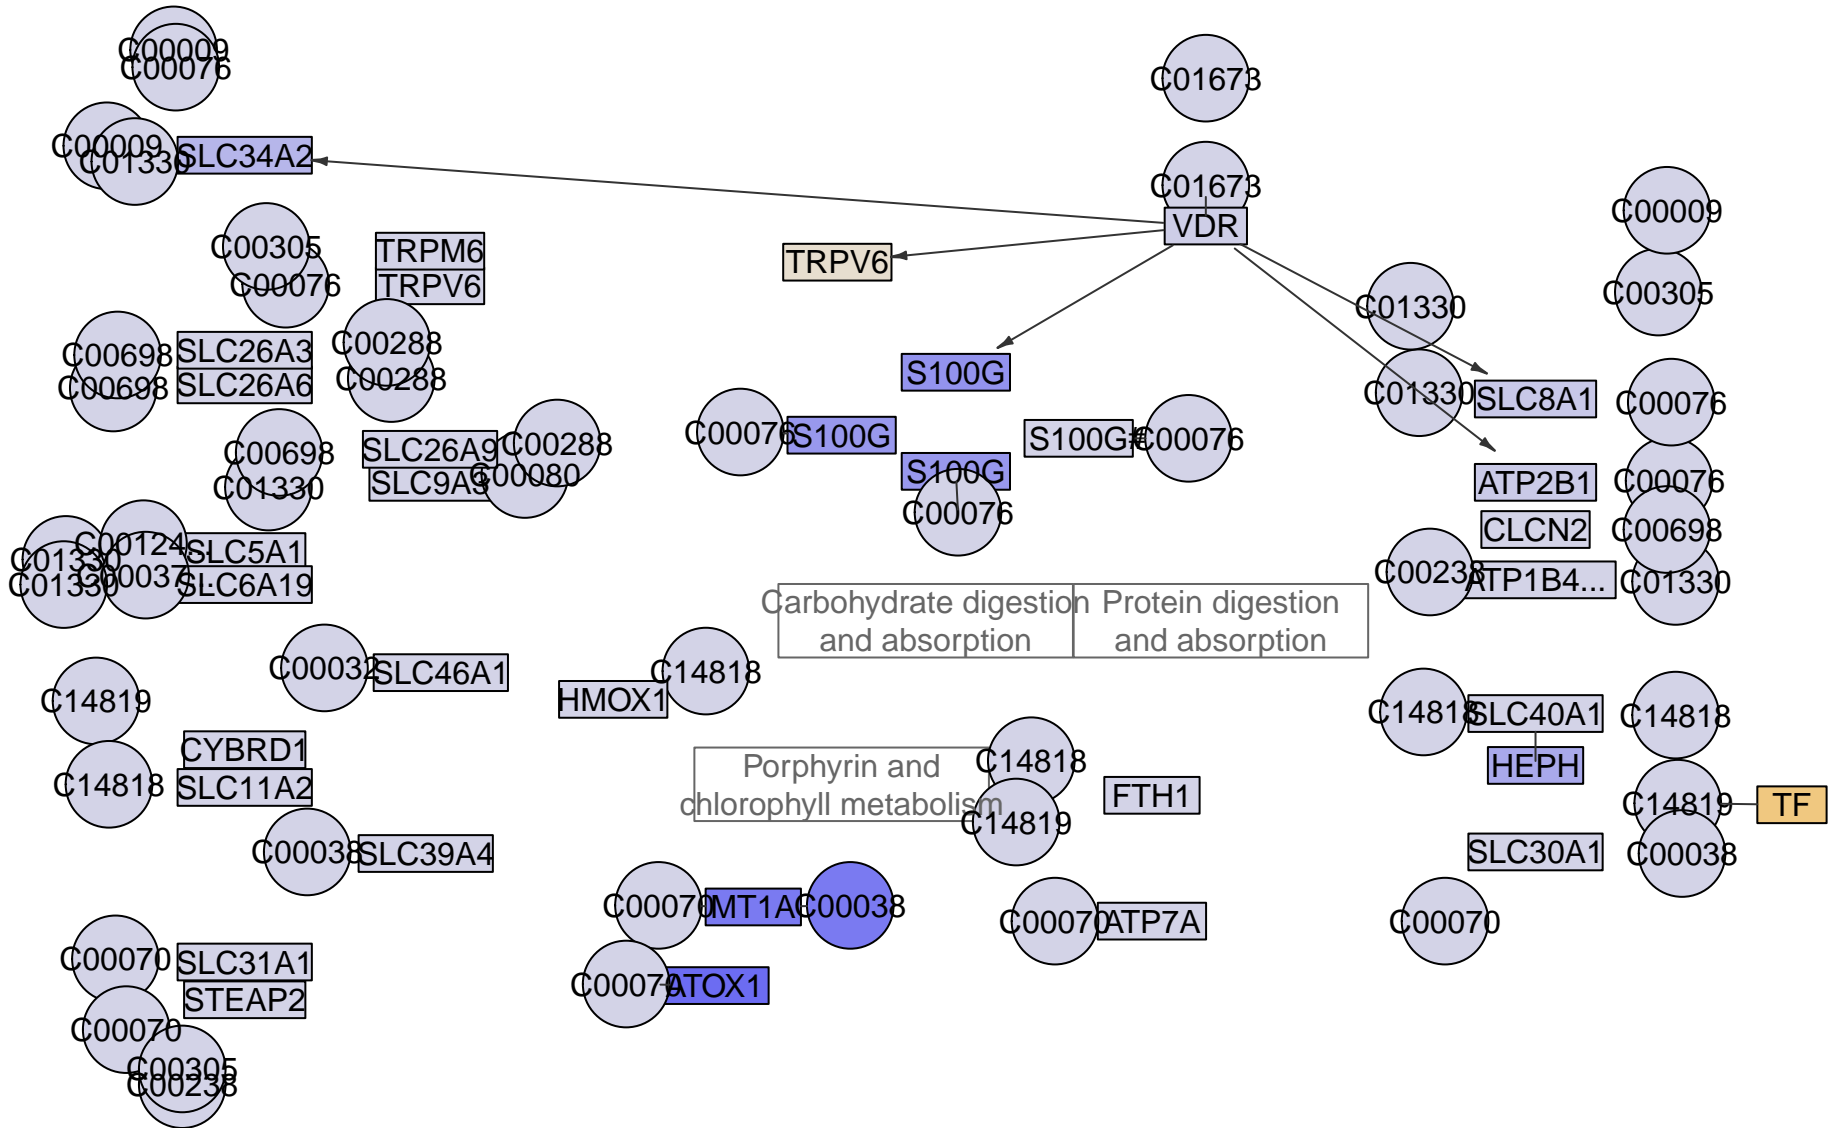 C00009
C00076
C01673
C00009
C01330
SLC34A2
C01673
VDR
C00009
C00305
TRPM6
TRPV6
C00076
TRPV6
C01330
C00305
C00698
SLC26A3
C00288
C00698
SLC26A6
C00288
S100G
C01330
SLC8A1
C00076
C00698
SLC26A9
C00288
C00076
S100G
S100G#
C00076
C01330
SLC9A3
C00080
S100G
C00076
ATP2B1
C00076
CLCN2
C00698
C00124...
SLC5A1
C01330
C01330
C00037...
SLC6A19
C00238
ATP1B4...
C01330
Carbohydrate digestion
and absorption
Protein digestion
and absorption
C00032
SLC46A1
HMOX1
C14818
C14819
C14818
SLC40A1
C14818
CYBRD1
C14818
SLC11A2
Porphyrin and
chlorophyll metabolism
C14818
C14819
FTH1
HEPH
C14819
TF
C00038
SLC39A4
SLC30A1
C00038
C00070
MT1A
C00038
C00070
ATP7A
C00070
C00070
SLC31A1
C00070
ATOX1
STEAP2
C00070
C00305
C00238